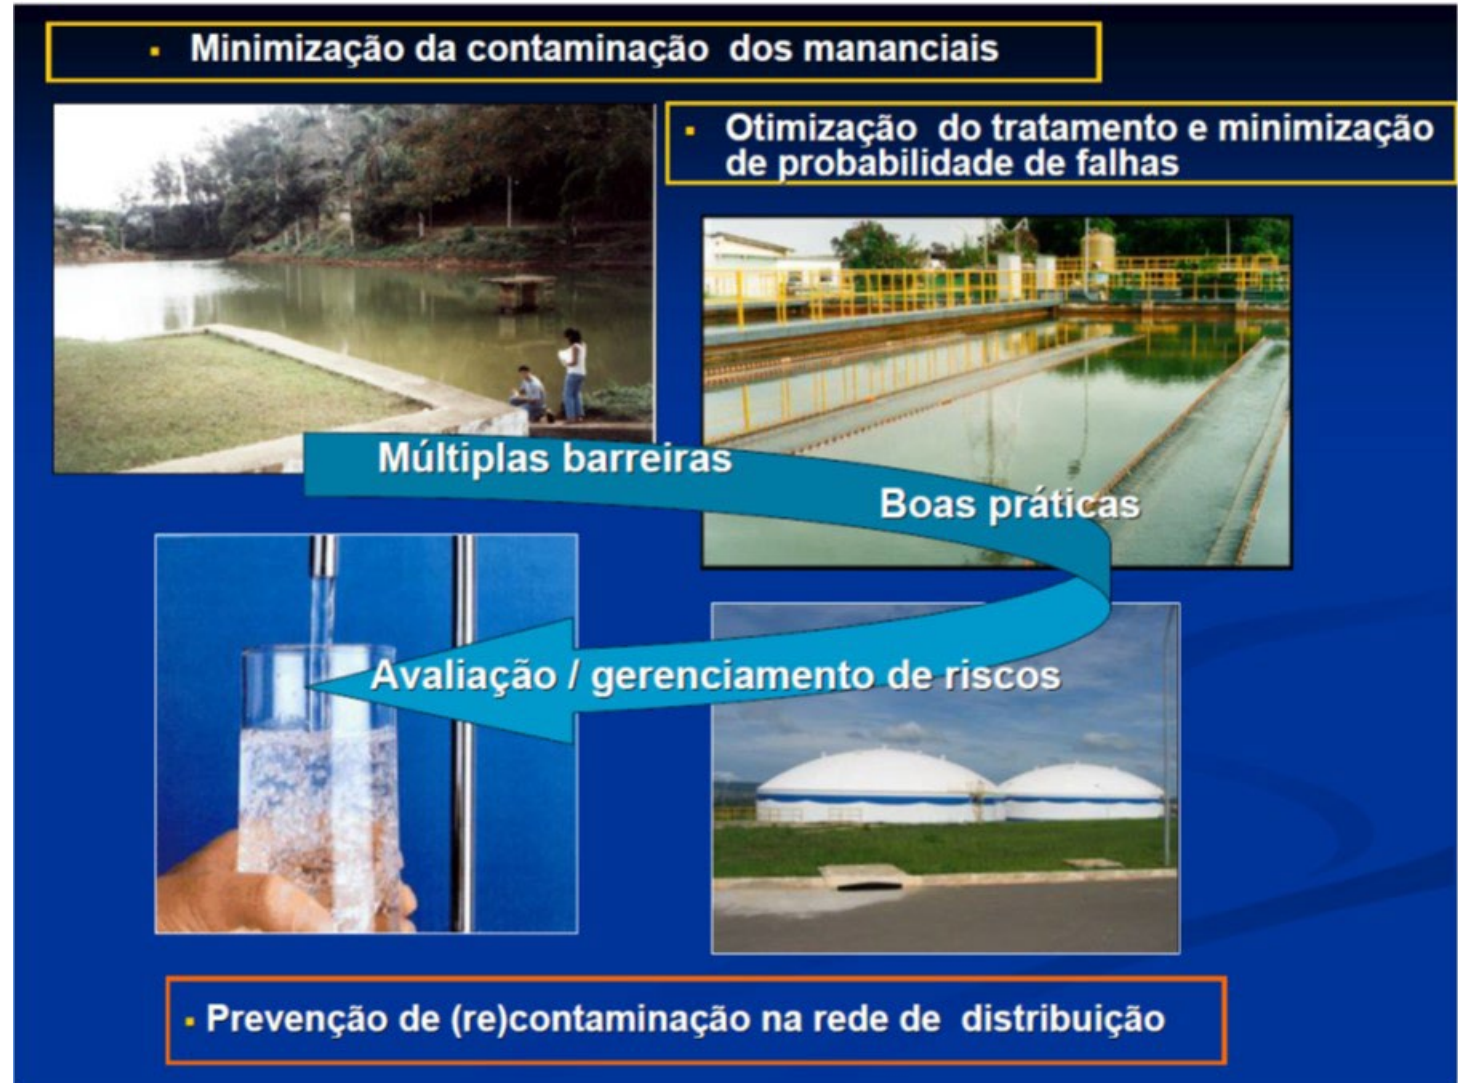 ▪ Minimização da contaminação dos mananciais
▪ Otimização do tratamento e minimização
de probabilidade de falhas
Múltiplas barreiras
Boas práticas
Avaliação / gerenciamento de riscos
▪ Prevenção de (re)contaminação na rede de distribuição